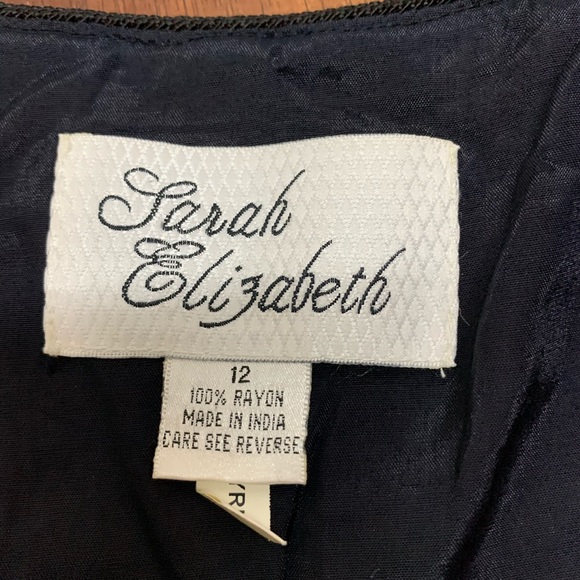 Sarah
Elizabeth
12
100% RAYON
MADE IN INDIA
CARE SEE REVERSE